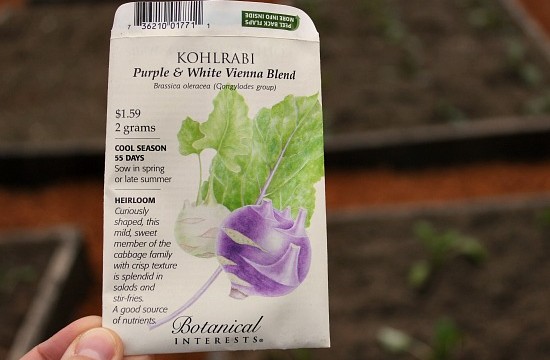 7 36210 01771 1
PEEL BACK FLAPS
MORE INFO INSIDE
KOHLRABI
Purple & White Vienna Blend
Brassica oleracea (Gongylodes group)
$1.59
2 grams
COOL SEASON
55 DAYS
Sow in spring
or late summer
HEIRLOOM
Curiously
shaped, this
mild, sweet
member of the
cabbage family
with crisp texture
is splendid in
salads and
stir-fries.
A good source
of nutrients.
Botanical
INTERESTS®